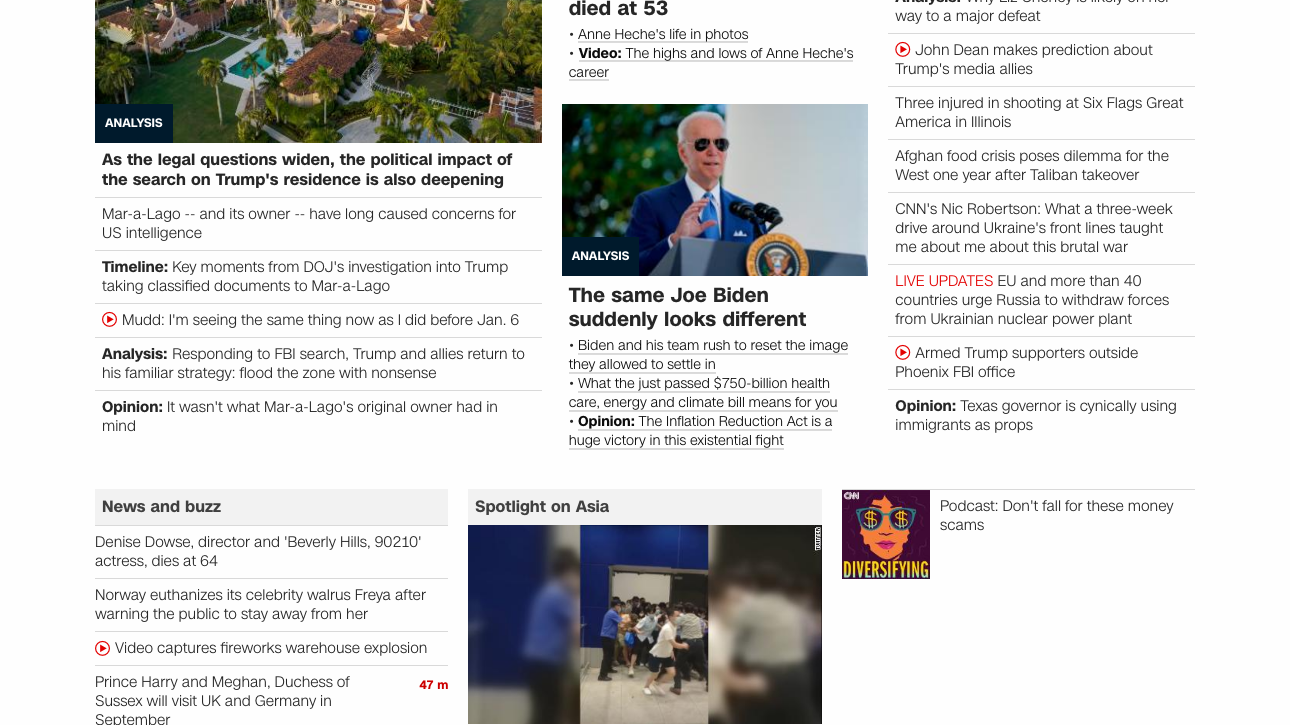 ANALYSIS
As the legal questions widen, the political impact of
the search on Trump's residence is also deepening
Mar-a-Lago -- and its owner -- have long caused concerns for
US intelligence
Timeline: Key moments from DOJ's investigation into Trump
taking classified documents to Mar-a-Lago
Mudd: I'm seeing the same thing now as I did before Jan. 6
Analysis: Responding to FBI search, Trump and allies return to
his familiar strategy: flood the zone with nonsense
Opinion: It wasn't what Mar-a-Lago's original owner had in
mind
died at 53
• Anne Heche's life in photos
• Video: The highs and lows of Anne Heche's
career
ANALYSIS
The same Joe Biden
suddenly looks different
• Biden and his team rush to reset the image
they allowed to settle in
• What the just passed $750-billion health
care, energy and climate bill means for you
• Opinion: The Inflation Reduction Act is a
huge victory in this existential fight
Analysis: Why Liz Cheney is likely on her
way to a major defeat
John Dean makes prediction about
Trump's media allies
Three injured in shooting at Six Flags Great
America in Illinois
Afghan food crisis poses dilemma for the
West one year after Taliban takeover
CNN's Nic Robertson: What a three-week
drive around Ukraine's front lines taught
me about me about this brutal war
LIVE UPDATES EU and more than 40
countries urge Russia to withdraw forces
from Ukrainian nuclear power plant
Armed Trump supporters outside
Phoenix FBI office
Opinion: Texas governor is cynically using
immigrants as props
News and buzz
Denise Dowse, director and 'Beverly Hills, 90210'
actress, dies at 64
Norway euthanizes its celebrity walrus Freya after
warning the public to stay away from her
Video captures fireworks warehouse explosion
Prince Harry and Meghan, Duchess of
Sussex will visit UK and Germany in
September
47 m
Spotlight on Asia
CNN
DIVERSIFYING
Podcast: Don't fall for these money
scams